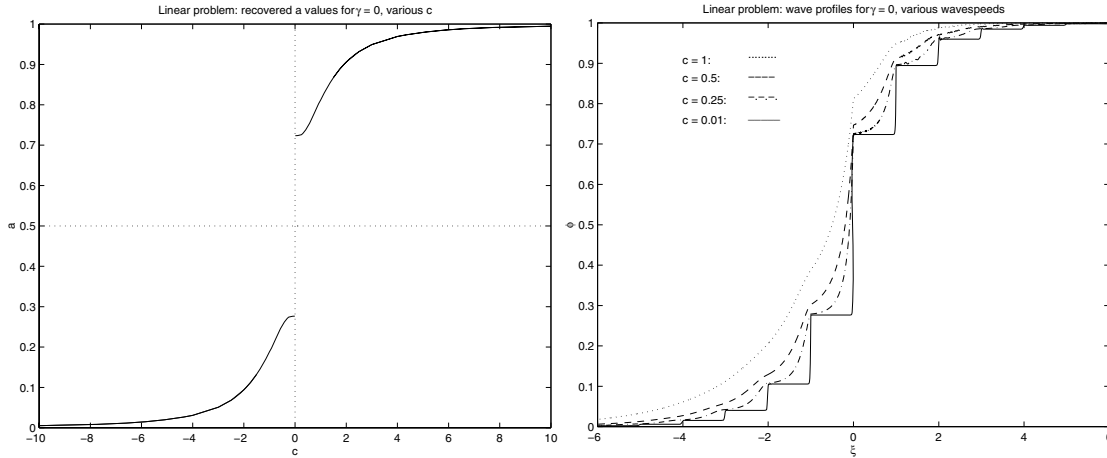 Linear problem: recovered a values for γ = 0, various c
1
0.9
0.8
0.7
0.6
0.5
0.4
0.3
0.2
0.1
0
a
−10 −8 −6 −4 −2 0 2 4 6 8 10
c
Linear problem: wave profiles for γ = 0, various wavespeeds
1
0.9
0.8
0.7
0.6
0.5
0.4
0.3
0.2
0.1
0
ϕ
c = 1:
c = 0.5:
c = 0.25:
c = 0.01:
−6 −4 −2 0 2 4 6
ξ